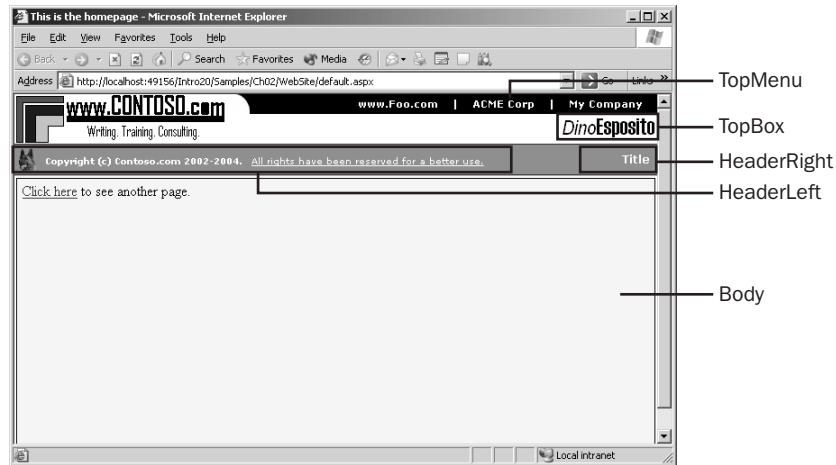 This is the homepage - Microsoft Internet Explorer
File Edit View Favorites Tools Help
Back Search Favorites Media
Address http://localhost:49156/Intro20/Samples/Ch02/WebSite/default.aspx Go Links »
www.CONTOSO.com
Writing. Training. Consulting.
www.Foo.com | ACME Corp | My Company
DinoEsposito
Copyright (c) Contoso.com 2002-2004. All rights have been reserved for a better use.
Title
Click here to see another page.
Local intranet
TopMenu
TopBox
HeaderRight
HeaderLeft
Body